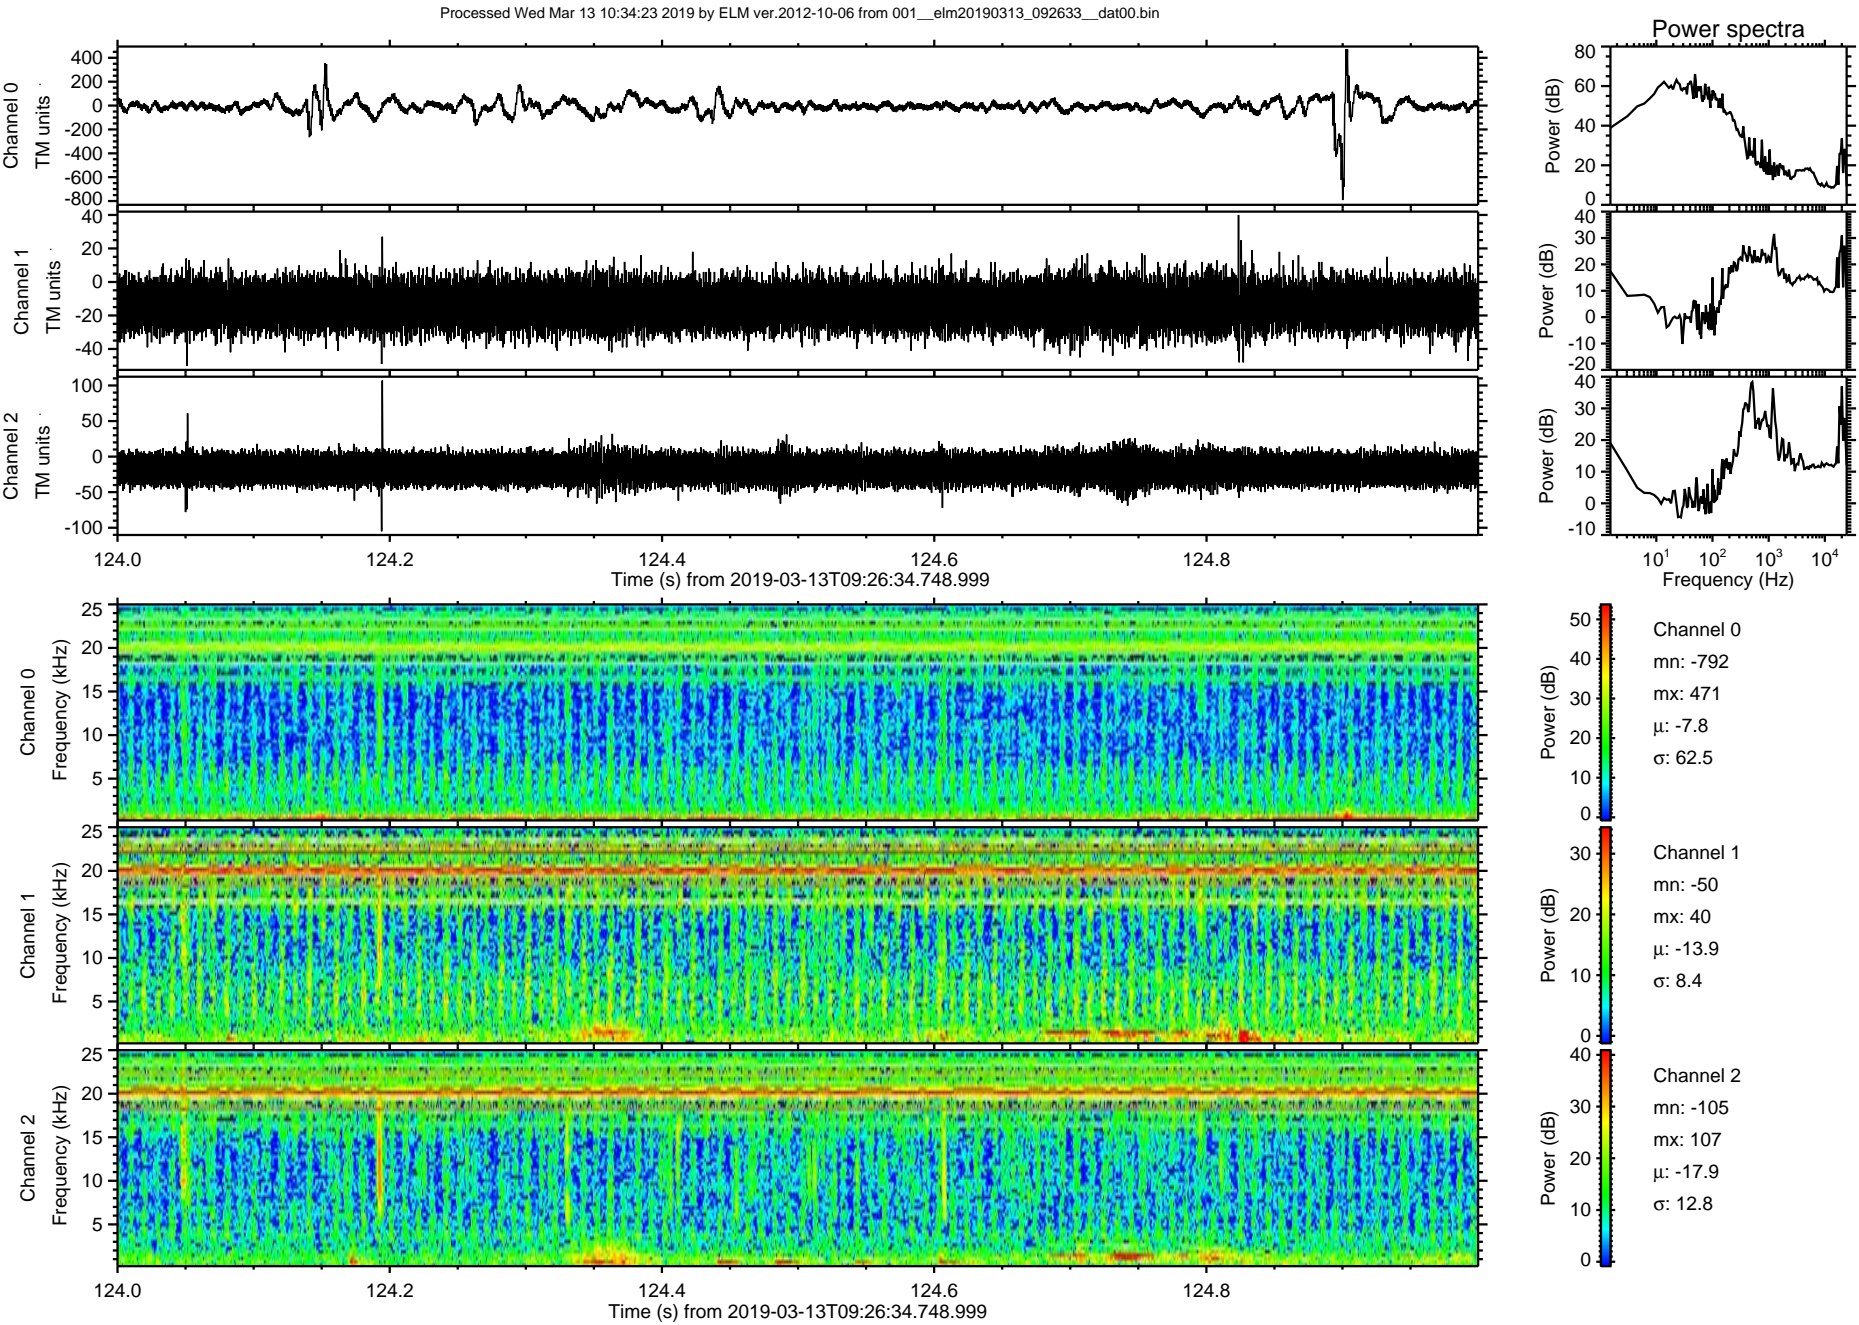 Processed Wed Mar 13 10:34:23 2019 by ELM ver.2012-10-06 from 001__elm20190313_092633__dat00.bin
Power spectra
Channel 0
TM units
400
200
0
-200
-400
-600
-800
Power (dB)
80
60
40
20
0
Channel 1
TM units
40
20
0
-20
-40
Power (dB)
40
30
20
10
0
-10
-20
Channel 2
TM units
100
50
0
-50
-100
Power (dB)
40
30
20
10
0
-10
124.0 124.2 124.4 124.6 124.8
Time (s) from 2019-03-13T09:26:34.748.999
10^1 10^2 10^3 10^4
Frequency (Hz)
Channel 0
Frequency (kHz)
25
20
15
10
5
Power (dB)
50
40
30
20
10
0
Channel 0
mn: -792
mx: 471
μ: -7.8
σ: 62.5
Channel 1
Frequency (kHz)
25
20
15
10
5
Power (dB)
30
20
10
0
Channel 1
mn: -50
mx: 40
μ: -13.9
σ: 8.4
Channel 2
Frequency (kHz)
25
20
15
10
5
Power (dB)
40
30
20
10
0
Channel 2
mn: -105
mx: 107
μ: -17.9
σ: 12.8
124.0 124.2 124.4 124.6 124.8
Time (s) from 2019-03-13T09:26:34.748.999